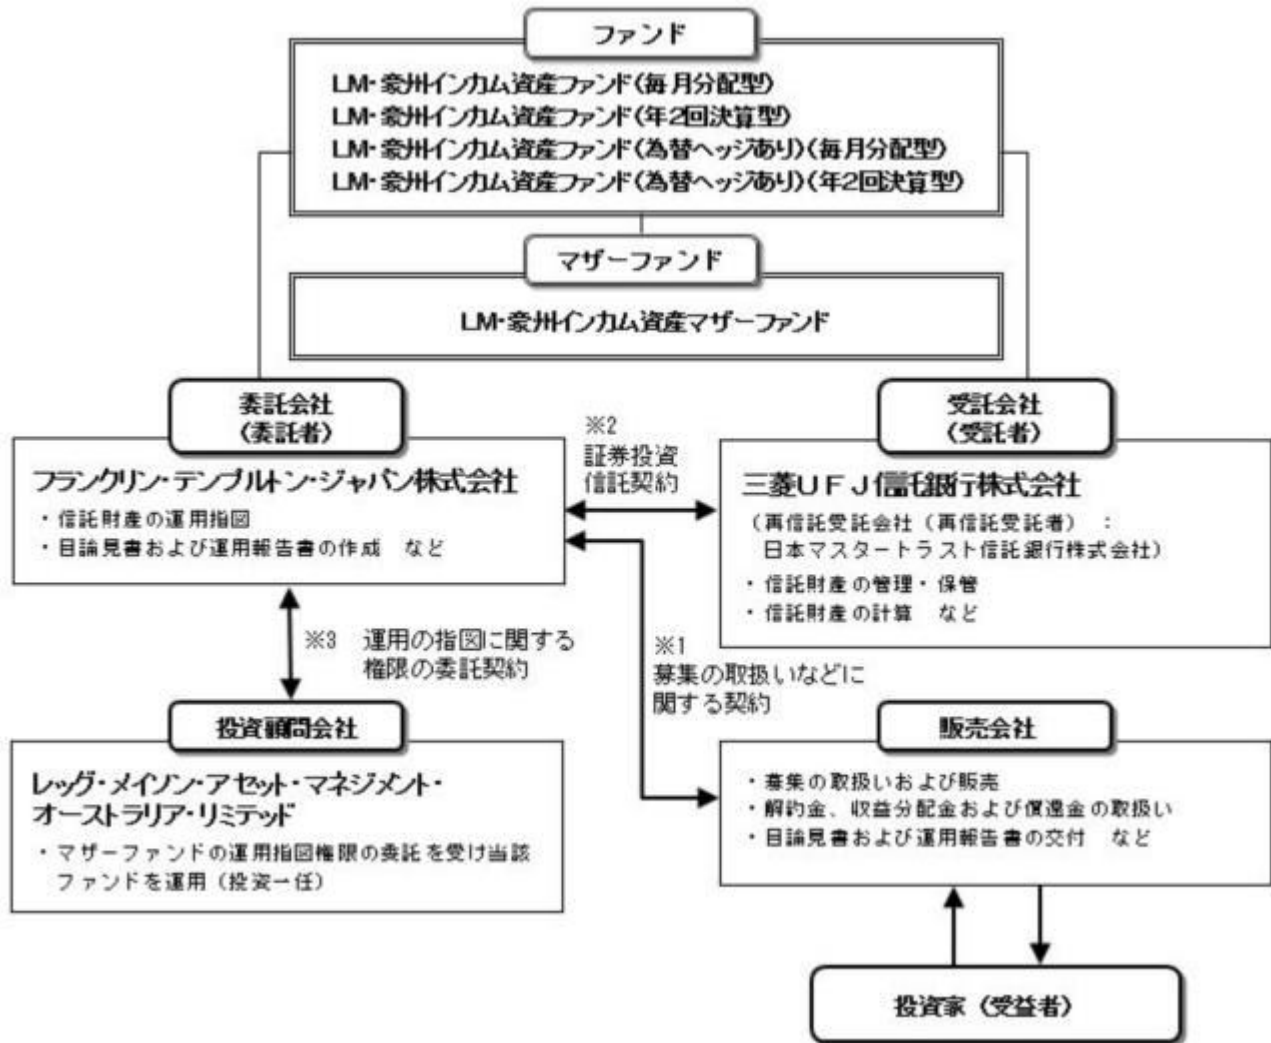 ファンド
LM・豪州インカム資産ファンド(毎月分配型)
LM・豪州インカム資産ファンド(年2回決算型)
LM・豪州インカム資産ファンド(為替ヘッジあり)(毎月分配型)
LM・豪州インカム資産ファンド(為替ヘッジあり)(年2回決算型)
マザーファンド
LM・豪州インカム資産マザーファンド
委託会社
(委託者)
フランクリン・テンプルトン・ジャパン株式会社
・信託財産の運用指図
・目論見書および運用報告書の作成 など
※2
証券投資
信託契約
受託会社
(受託者)
三菱UFJ信託銀行株式会社
(再信託受託会社(再信託受託者) :
日本マスタートラスト信託銀行株式会社)
・信託財産の管理・保管
・信託財産の計算 など
※3 運用の指図に関する
権限の委託契約
※1
募集の取扱いなどに
関する契約
投資顧問会社
レッグ・メイソン・アセット・マネジメント・
オーストラリア・リミテッド
・マザーファンドの運用指図権限の委託を受け当該
ファンドを運用(投資一任)
販売会社
・募集の取扱いおよび販売
・解約金、収益分配金および償還金の取扱い
・目論見書および運用報告書の交付 など
投資家(受益者)